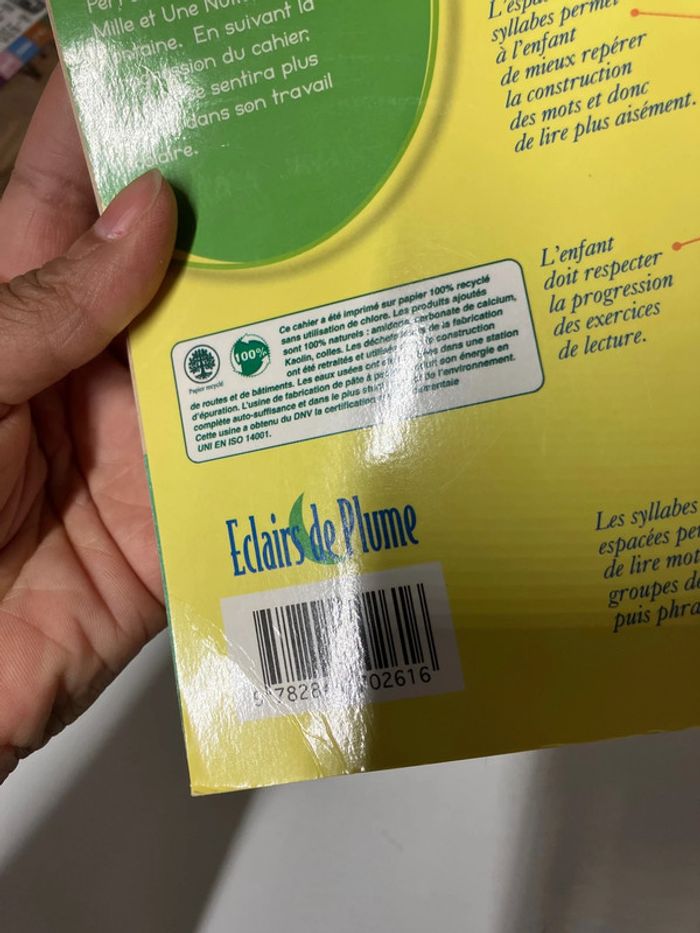 Mille et Une
En suivant la
du cahier,
sentira plus
dans son travail
syllabes permet
à l'enfant
de mieux repérer
la construction
des mots et donc
de lire plus aisément.
L'enfant
doit respecter
la progression
des exercices
de lecture.
Ce cahier a été imprimé sur papier 100% recyclé
sans utilisation de chlore. Les produits ajoutés
sont 100% naturels : amidons, carbonate de calcium,
Kaolin, colles. Les déchets de la fabrication
ont été retraités et construction
de routes et de bâtiments. Les eaux usées ont dans une station
d'épuration. L'usine de fabrication de pâte à son énergie en
complète auto-suffisance et dans le plus de l'environnement.
Cette usine a obtenu du DNV la certification
UNI EN ISO 14001.
Papier recyclé
100%
Eclairs de Plume
Les syllabes
espacées
de lire
groupes
puis
02616